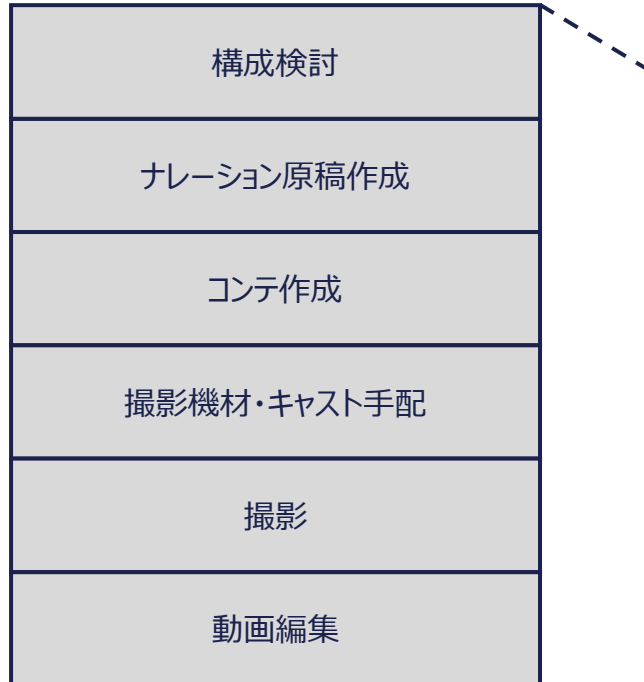 構成検討
ナレーション原稿作成
コンテ作成
撮影機材・キャスト手配
撮影
動画編集